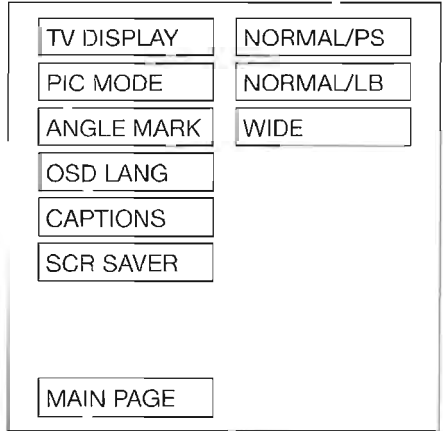 TV DISPLAY NORMAL/PS
PIC MODE NORMAL/LB
ANGLE MARK WIDE
OSD LANG
CAPTIONS
SCR SAVER
MAIN PAGE